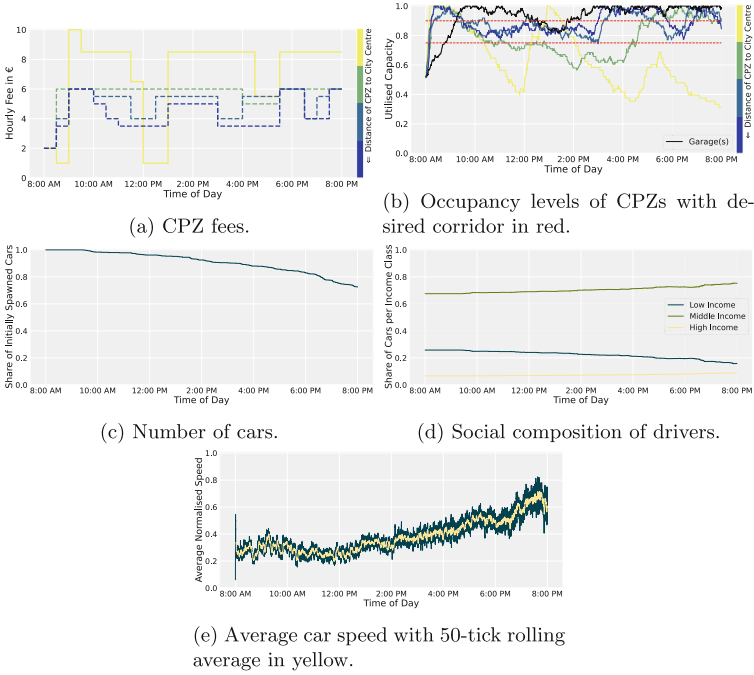 10
8
6
4
2
0
Hourly Fee in €
8:00 AM 10:00 AM 12:00 PM 2:00 PM 4:00 PM 6:00 PM 8:00 PM
Time of Day
⇐ Distance of CPZ to City Centre
(a) CPZ fees.
1.0
0.8
0.6
0.4
0.2
0.0
Utilised Capacity
Garage(s)
8:00 AM 10:00 AM 12:00 PM 2:00 PM 4:00 PM 6:00 PM 8:00 PM
Time of Day
⇐ Distance of CPZ to City Centre
(b) Occupancy levels of CPZs with de-
sired corridor in red.
1.0
0.8
0.6
0.4
0.2
0.0
Share of Initially Spawned Cars
8:00 AM 10:00 AM 12:00 PM 2:00 PM 4:00 PM 6:00 PM 8:00 PM
Time of Day
(c) Number of cars.
1.0
0.8
0.6
0.4
0.2
0.0
Share of Cars per Income Class
Low Income
Middle Income
High Income
8:00 AM 10:00 AM 12:00 PM 2:00 PM 4:00 PM 6:00 PM 8:00 PM
Time of Day
(d) Social composition of drivers.
1.0
0.8
0.6
0.4
0.2
0.0
Average Normalised Speed
8:00 AM 10:00 AM 12:00 PM 2:00 PM 4:00 PM 6:00 PM 8:00 PM
Time of Day
(e) Average car speed with 50-tick rolling
average in yellow.